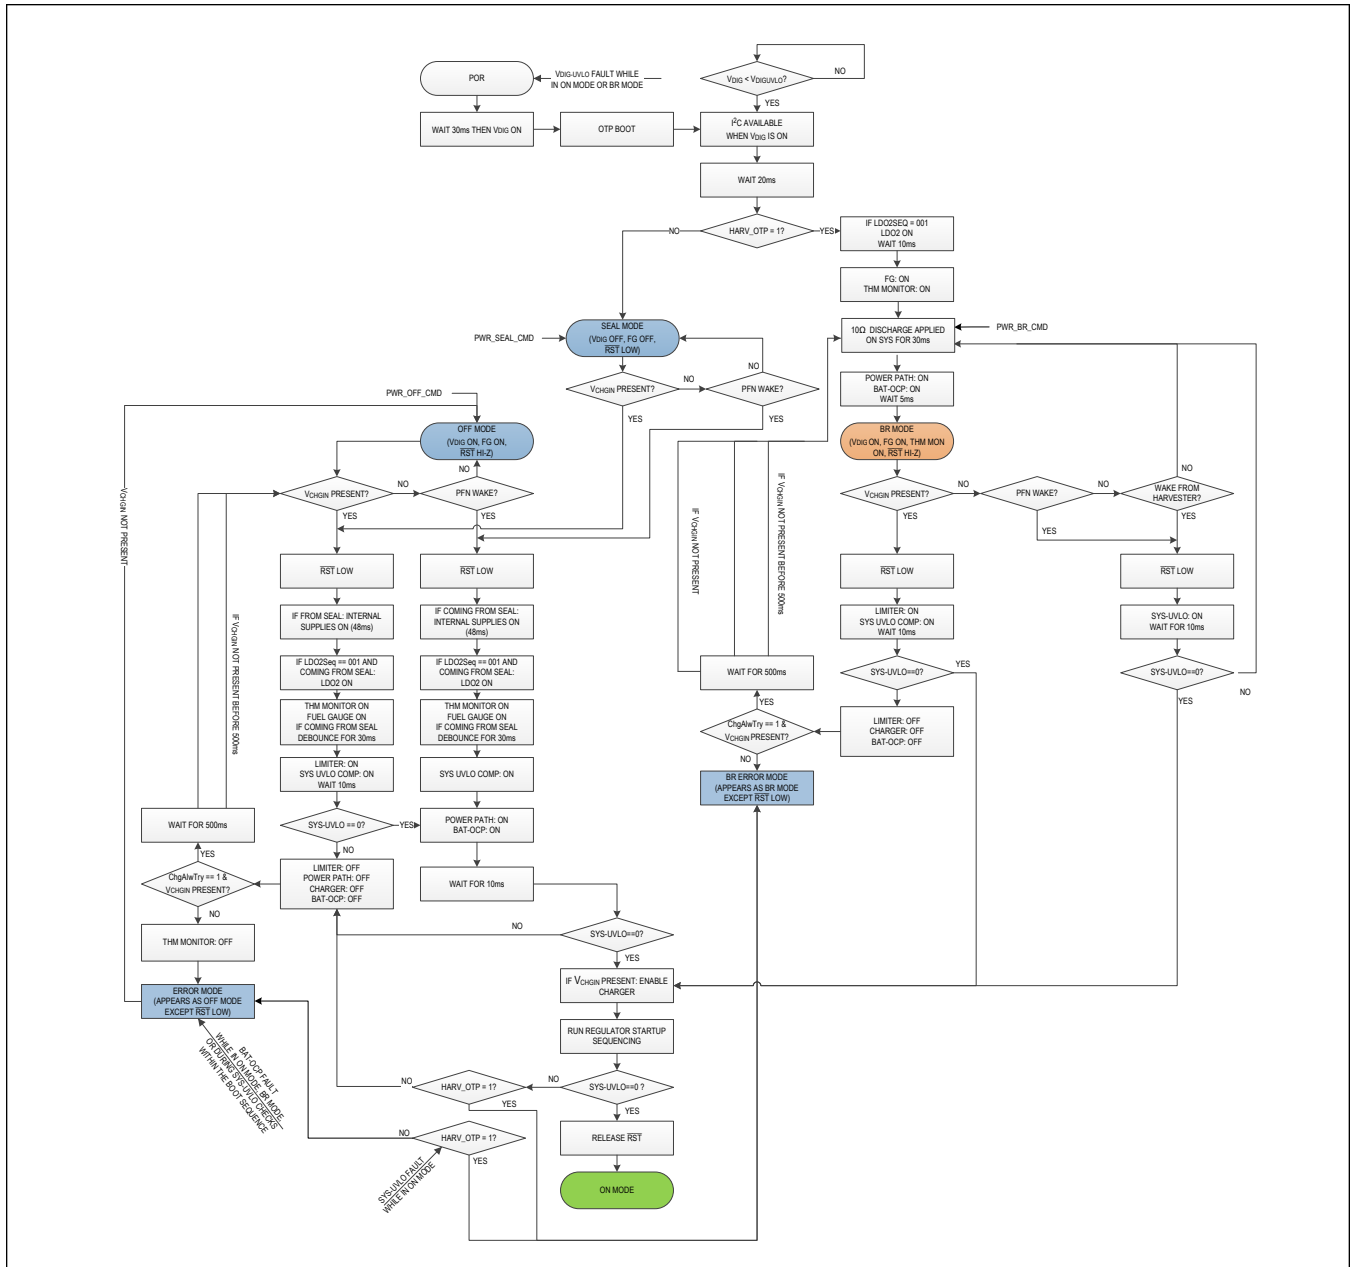 POR
VDIG-UVLO FAULT WHILE
IN ON MODE OR BR MODE
VDIG < VDIGUVLO?
NO
YES
WAIT 30ms THEN VDIG ON
OTP BOOT
I2C AVAILABLE
WHEN VDIG IS ON
WAIT 20ms
HARV_OTP = 1?
NO
YES
IF LDO2SEQ = 001
LDO2 ON
WAIT 10ms
FG: ON
THM MONITOR: ON
10Ω DISCHARGE APPLIED
ON SYS FOR 30ms
PWR_BR_CMD
POWER PATH: ON
BAT-OCP: ON
WAIT 5ms
BR MODE
(VDIG ON, FG ON, THM MON
ON, RST HI-Z)
PWR_SEAL_CMD
SEAL MODE
(VDIG OFF, FG OFF,
RST LOW)
VCHGIN PRESENT?
NO
PFN WAKE?
NO
YES
YES
PWR_OFF_CMD
OFF MODE
(VDIG ON, FG ON,
RST HI-Z)
NO
VCHGIN PRESENT?
NO
PFN WAKE?
YES
YES
VCHGIN NOT PRESENT
IF VCHGIN NOT PRESENT BEFORE 500ms
IF VCHGIN NOT PRESENT
IF VCHGIN NOT PRESENT BEFORE 500ms
VCHGIN PRESENT?
NO
PFN WAKE?
NO
WAKE FROM
HARVESTER?
NO
YES
YES
YES
RST LOW
RST LOW
RST LOW
RST LOW
IF FROM SEAL: INTERNAL
SUPPLIES ON (48ms)
IF COMING FROM SEAL:
INTERNAL SUPPLIES ON
(48ms)
LIMITER: ON
SYS UVLO COMP: ON
WAIT 10ms
SYS-UVLO: ON
WAIT FOR 10ms
IF LDO2Seq == 001 AND
COMING FROM SEAL:
LDO2 ON
IF LDO2Seq == 001 AND
COMING FROM SEAL:
LDO2 ON
WAIT FOR 500ms
SYS-UVLO==0?
YES
SYS-UVLO==0?
NO
YES
THM MONITOR ON
FUEL GAUGE ON
IF COMING FROM SEAL
DEBOUNCE FOR 30ms
THM MONITOR ON
FUEL GAUGE ON
IF COMING FROM SEAL
DEBOUNCE FOR 30ms
YES
ChgAlwTry == 1 &
VCHGIN PRESENT?
NO
LIMITER: OFF
CHARGER: OFF
BAT-OCP: OFF
LIMITER: ON
SYS UVLO COMP: ON
WAIT 10ms
SYS UVLO COMP: ON
BR ERROR MODE
(APPEARS AS BR MODE
EXCEPT RST LOW)
WAIT FOR 500ms
SYS-UVLO == 0?
YES
NO
POWER PATH: ON
BAT-OCP: ON
YES
ChgAlwTry == 1 &
VCHGIN PRESENT?
NO
LIMITER: OFF
POWER PATH: OFF
CHARGER: OFF
BAT-OCP: OFF
WAIT FOR 10ms
THM MONITOR: OFF
NO
SYS-UVLO==0?
YES
ERROR MODE
(APPEARS AS OFF MODE
EXCEPT RST LOW)
IF VCHGIN PRESENT: ENABLE
CHARGER
BAT-OCP FAULT
WHILE IN ON MODE, BR MODE,
OR DURING SYS-UVLO CHECKS
WITHIN THE BOOT SEQUENCE
RUN REGULATOR STARTUP
SEQUENCING
NO
HARV_OTP = 1?
YES
NO
SYS-UVLO==0 ?
YES
NO
HARV_OTP = 1?
YES
RELEASE RST
SYS-UVLO FAULT
WHILE IN ON MODE
ON MODE